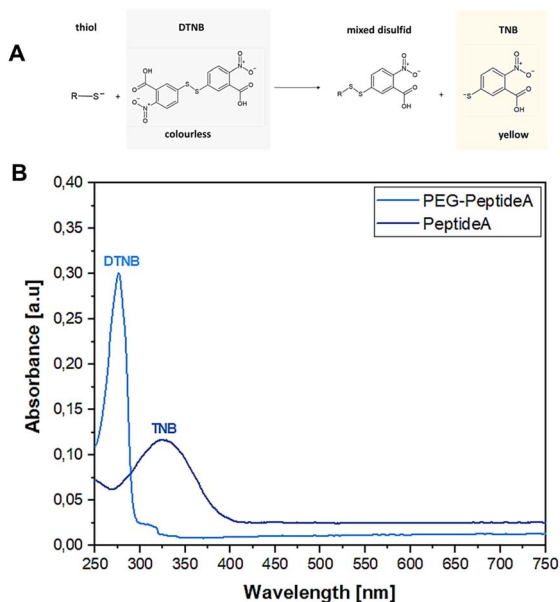 thiol DTNB mixed disulfid TNB
A
R S⁻ + OH O S S N⁺ O⁻ O O OH ⁻O N⁺ O R S S O N⁺ O⁻ O OH + ⁻S O N⁺ O⁻ O OH
colourless yellow
B
PEG-PeptideA
PeptideA
DTNB
TNB
Absorbance [a.u]
0,40
0,35
0,30
0,25
0,20
0,15
0,10
0,05
0,00
250 300 350 400 450 500 550 600 650 700 750
Wavelength [nm]